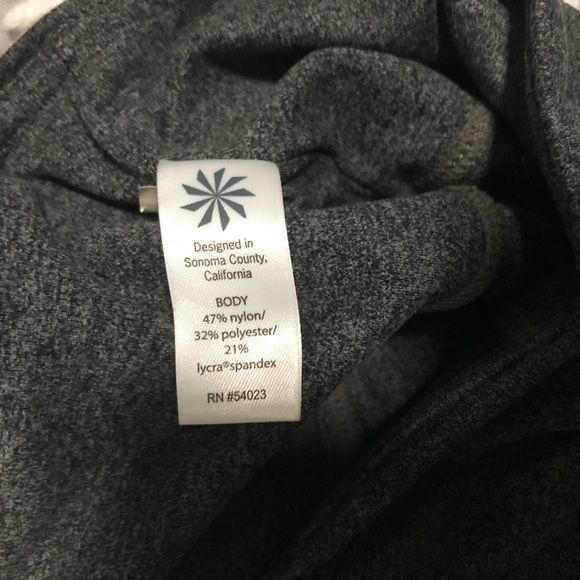 Designed in
Sonoma County,
California
BODY
47% nylon/
32% polyester/
21%
lycra®spandex
RN #54023